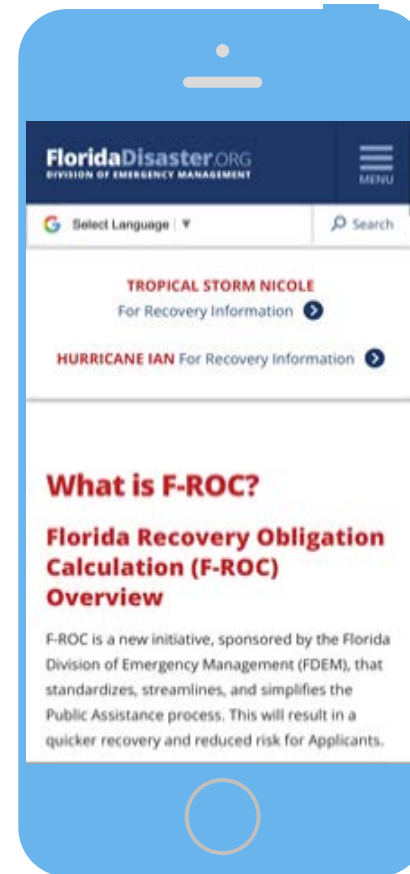 FloridaDisaster.ORG
DIVISION OF EMERGENCY MANAGEMENT
MENU
Select Language ▼
Search
TROPICAL STORM NICOLE
For Recovery Information
HURRICANE IAN For Recovery Information
What is F-ROC?
Florida Recovery Obligation
Calculation (F-ROC)
Overview
F-ROC is a new initiative, sponsored by the Florida
Division of Emergency Management (FDEM), that
standardizes, streamlines, and simplifies the
Public Assistance process. This will result in a
quicker recovery and reduced risk for Applicants.